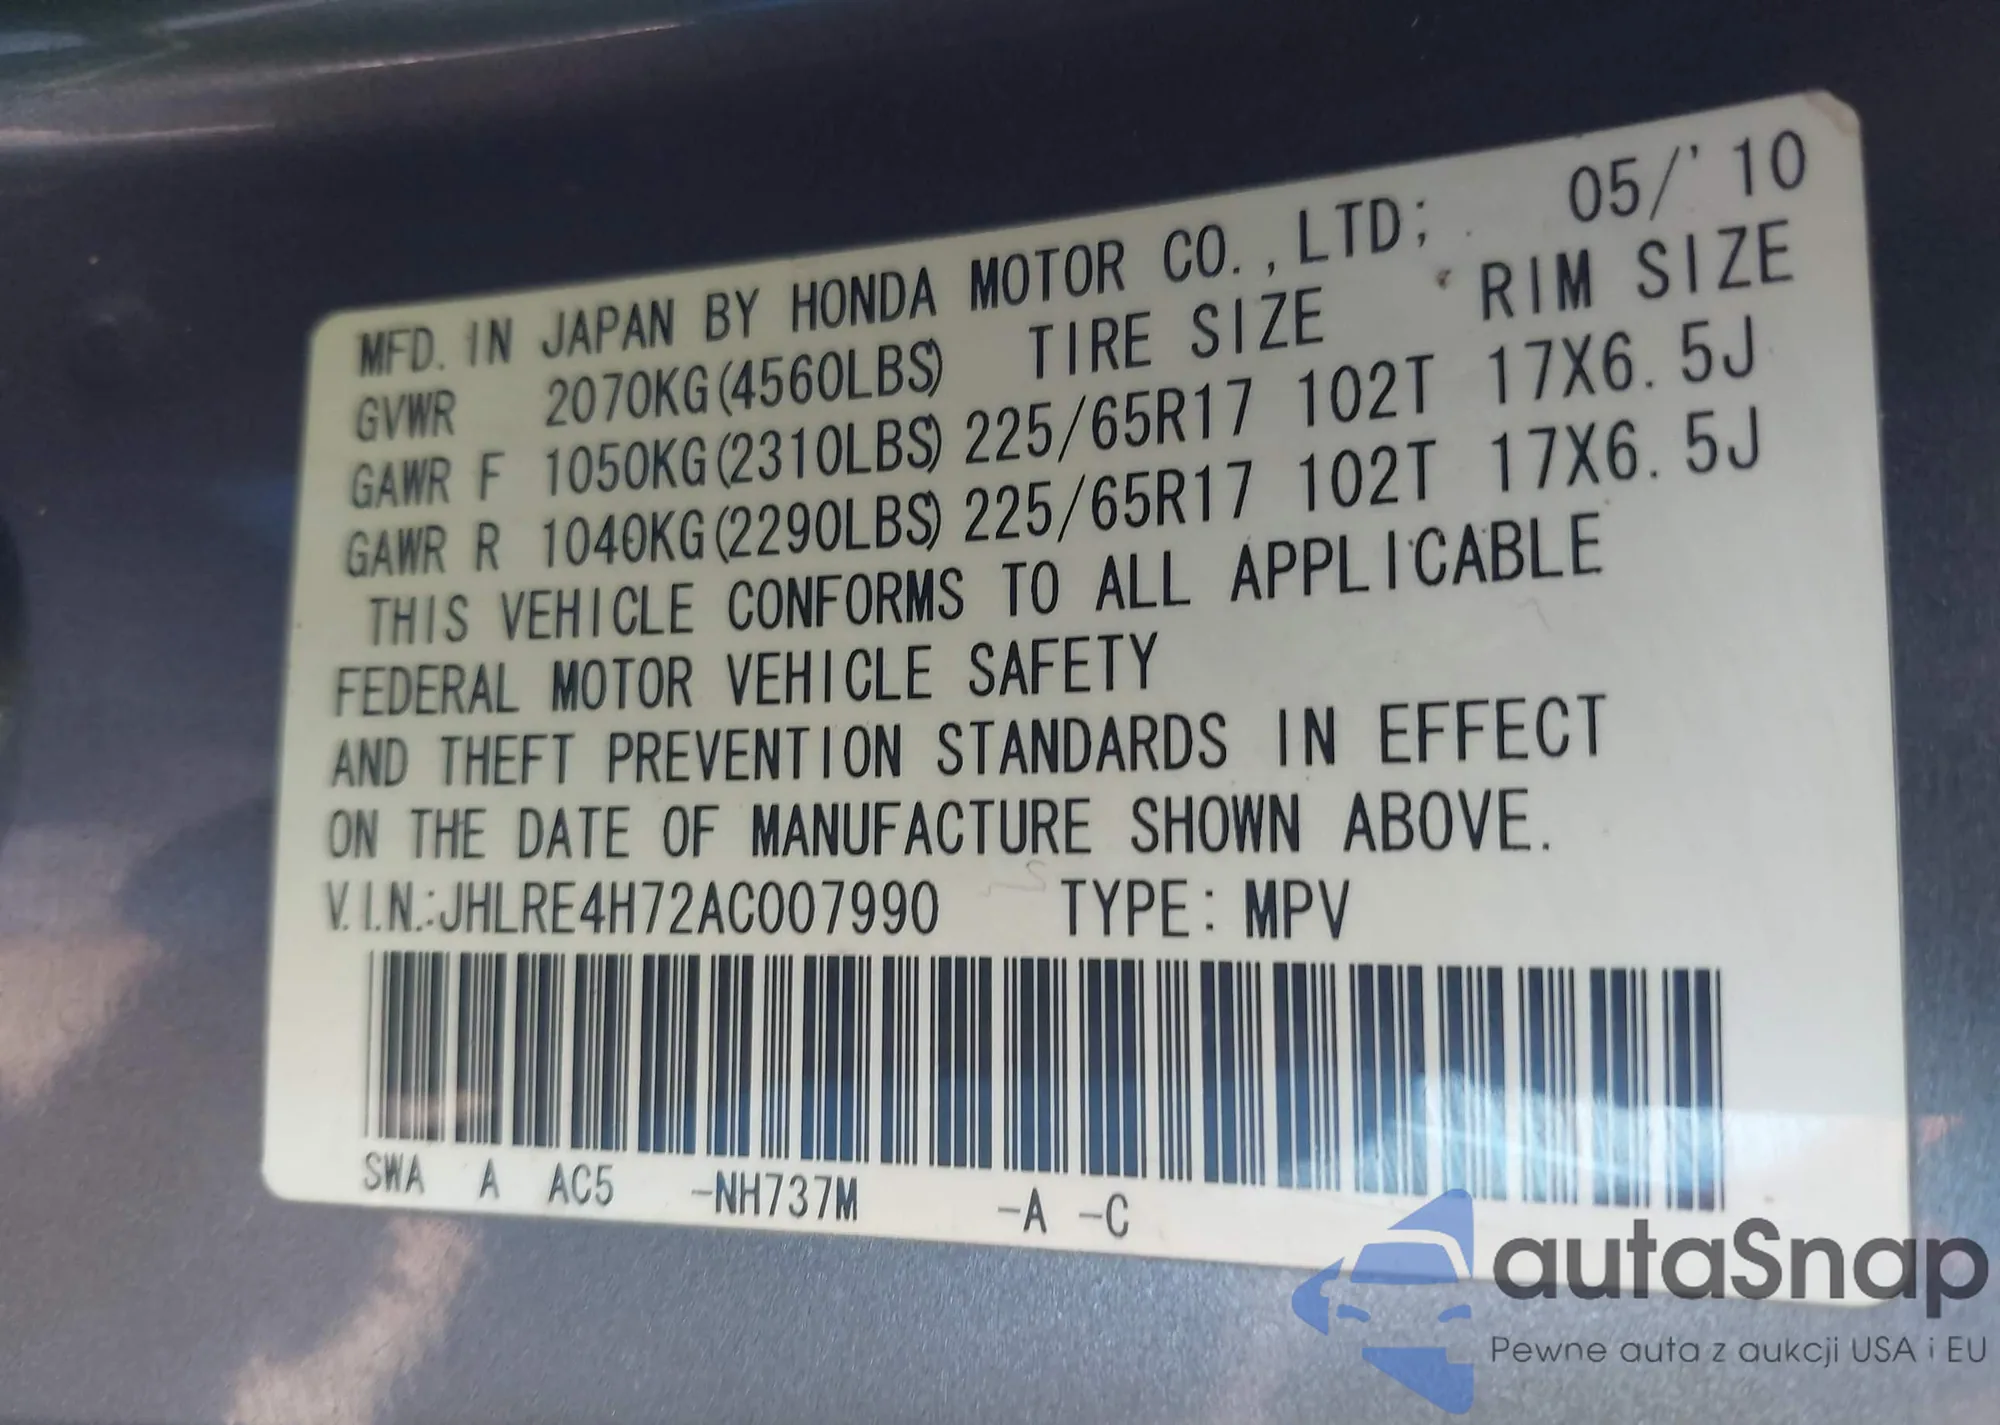 MFD. IN JAPAN BY HONDA MOTOR CO.,LTD; 05/'10
GVWR 2070KG(4560LBS) TIRE SIZE RIM SIZE
GAWR F 1050KG(2310LBS) 225/65R17 102T 17X6.5J
GAWR R 1040KG(2290LBS) 225/65R17 102T 17X6.5J
THIS VEHICLE CONFORMS TO ALL APPLICABLE
FEDERAL MOTOR VEHICLE SAFETY
AND THEFT PREVENTION STANDARDS IN EFFECT
ON THE DATE OF MANUFACTURE SHOWN ABOVE.
V.I.N.:JHLRE4H72AC007990 TYPE: MPV
SWA A AC5 -NH737M -A -C
autaSnap
Pewne auta z aukcji USA i EU